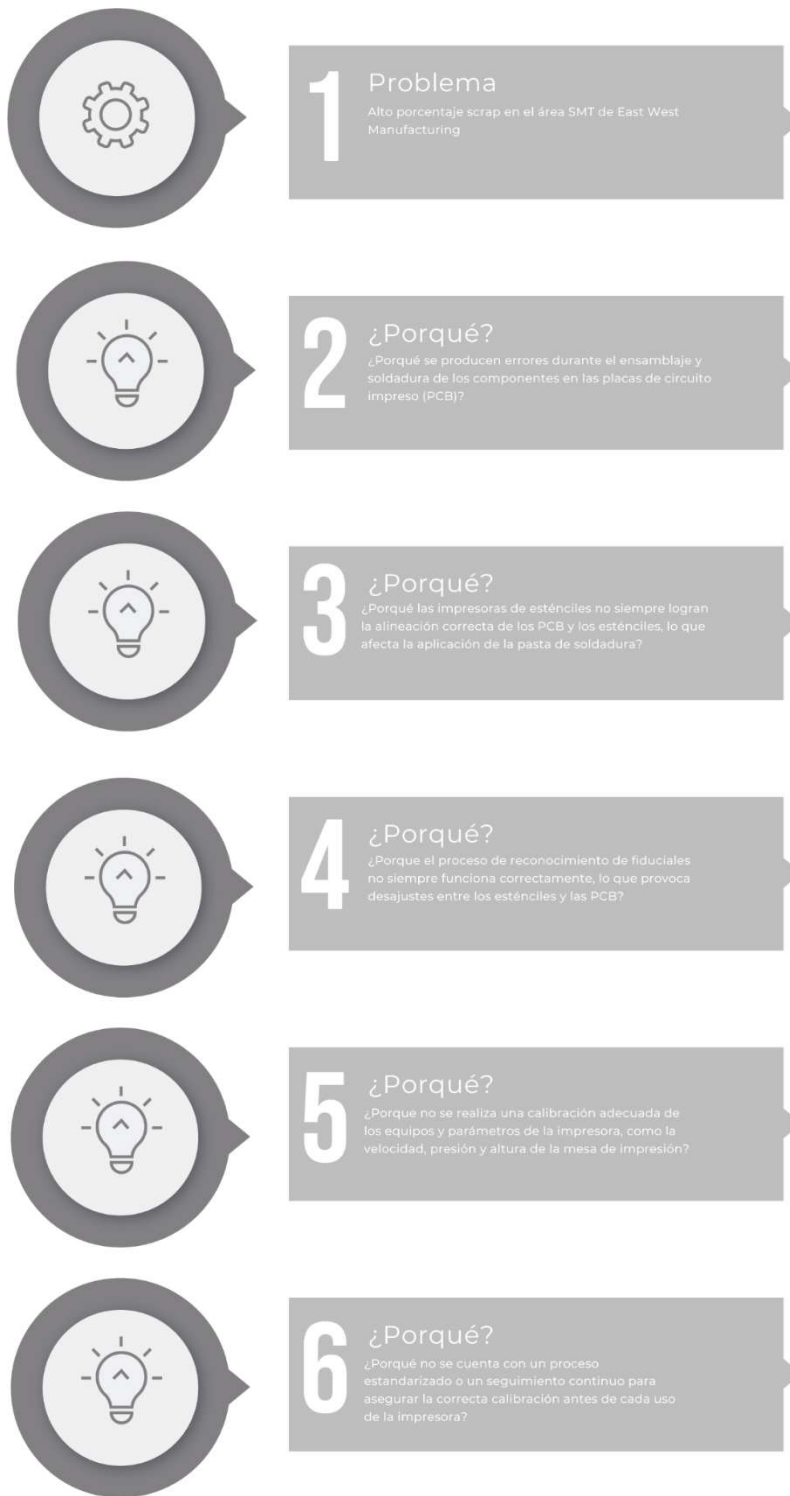 1
Problema
Alto porcentaje scrap en el área SMT de East West
Manufacturing
2
¿Porqué?
¿Porqué se producen errores durante el ensamblaje y
soldadura de los componentes en las placas de circuito
impreso (PCB)?
3
¿Porqué?
¿Porqué las impresoras de esténciles no siempre logran
la alineación correcta de los PCB y los esténciles, lo que
afecta la aplicación de la pasta de soldadura?
4
¿Porqué?
¿Porque el proceso de reconocimiento de fiduciales
no siempre funciona correctamente, lo que provoca
desajustes entre los esténciles y las PCB?
5
¿Porqué?
¿Porque no se realiza una calibración adecuada de
los equipos y parámetros de la impresora, como la
velocidad, presión y altura de la mesa de impresión?
6
¿Porqué?
¿Porqué no se cuenta con un proceso
estandarizado o un seguimiento continuo para
asegurar la correcta calibración antes de cada uso
de la impresora?